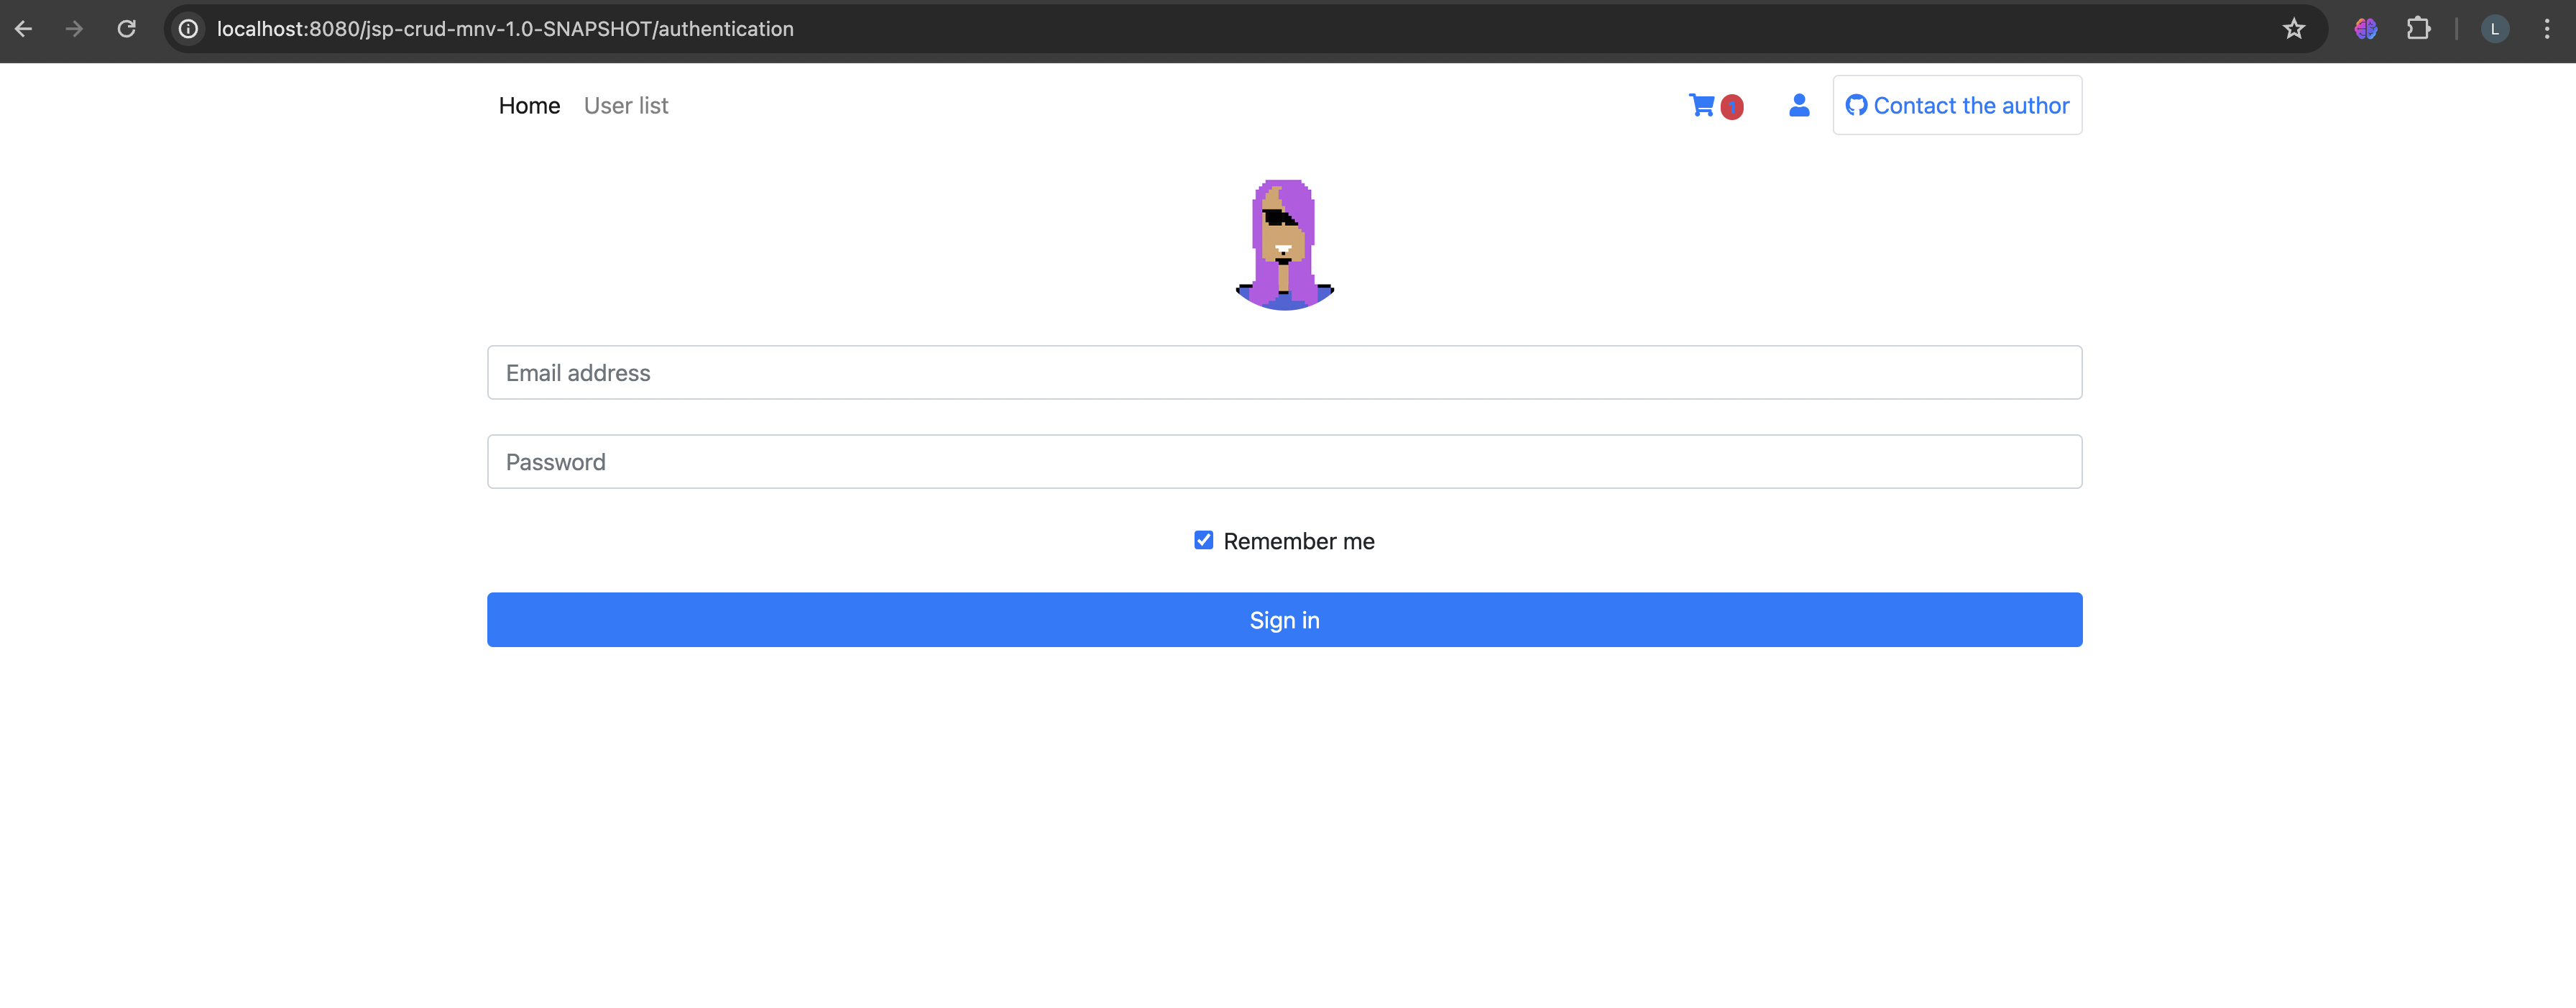 localhost:8080/jsp-crud-mnv-1.0-SNAPSHOT/authentication
L
Home User list 1 Contact the author
Email address
Password
Remember me
Sign in